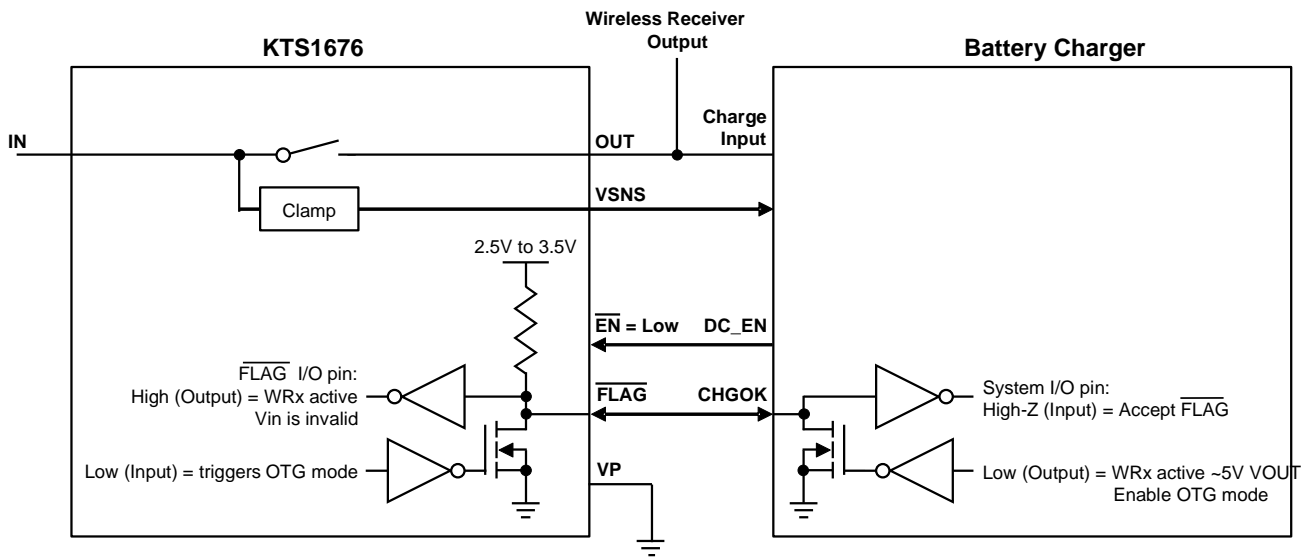 Wireless Receiver
Output
KTS1676
Battery Charger
IN
OUT
Charge
Input
VSNS
Clamp
2.5V to 3.5V
EN = Low
DC_EN
FLAG I/O pin:
High (Output) = WRx active
Vin is invalid
FLAG
CHGOK
System I/O pin:
High-Z (Input) = Accept FLAG
Low (Input) = triggers OTG mode
VP
Low (Output) = WRx active ~5V VOUT
Enable OTG mode